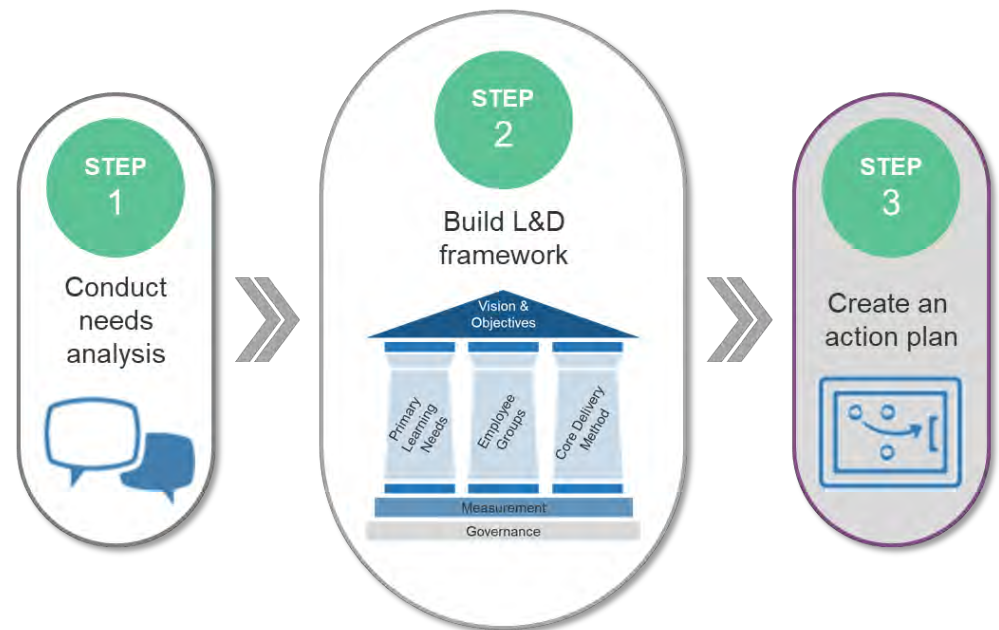 STEP
1
Conduct
needs
analysis
STEP
2
Build L&D
framework
Vision &
Objectives
Primary
Learning
Needs
Employee
Groups
Core Delivery
Method
Measurement
Governance
STEP
3
Create an
action plan